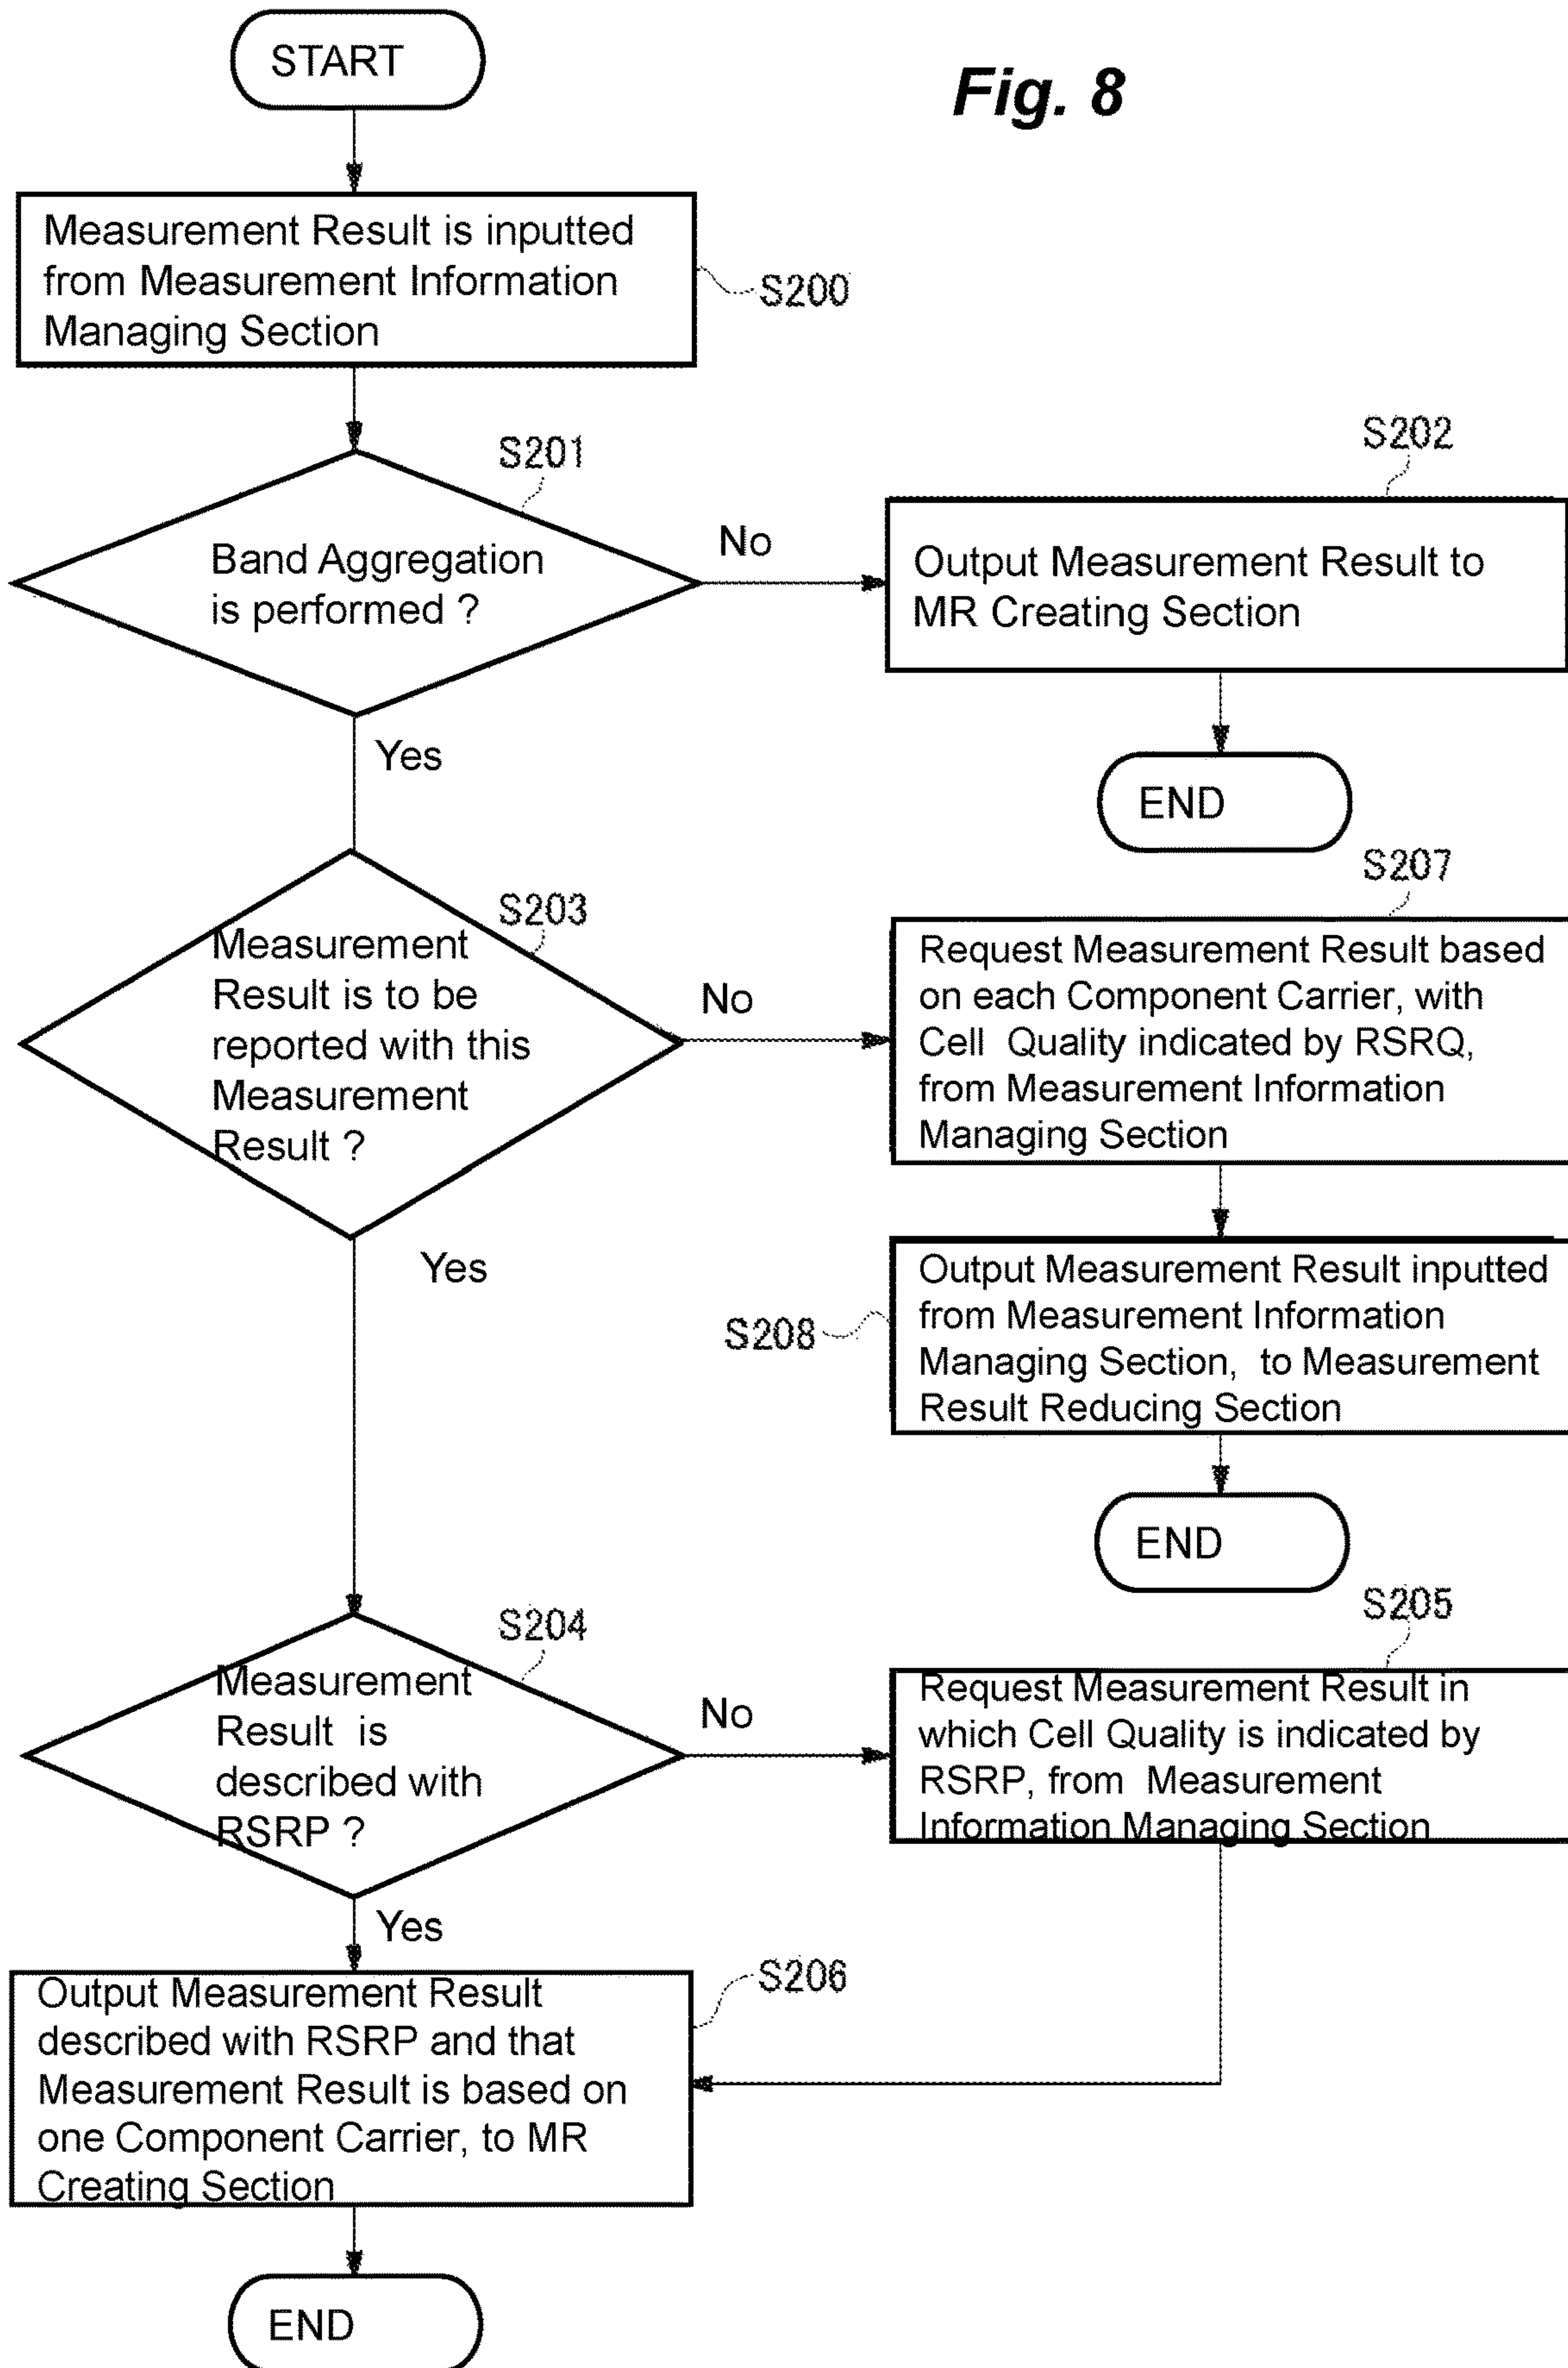 START
Fig. 8
Measurement Result is inputted
from Measurement Information
Managing Section
S200
S201
Band Aggregation
is performed ?
No
Yes
S202
Output Measurement Result to
MR Creating Section
END
S203
Measurement
Result is to be
reported with this
Measurement
Result ?
No
Yes
S207
Request Measurement Result based
on each Component Carrier, with
Cell Quality indicated by RSRQ,
from Measurement Information
Managing Section
S208
Output Measurement Result inputted
from Measurement Information
Managing Section, to Measurement
Result Reducing Section
END
S204
Measurement
Result is
described with
RSRP ?
No
Yes
S205
Request Measurement Result in
which Cell Quality is indicated by
RSRP, from Measurement
Information Managing Section
S206
Output Measurement Result
described with RSRP and that
Measurement Result is based on
one Component Carrier, to MR
Creating Section
END